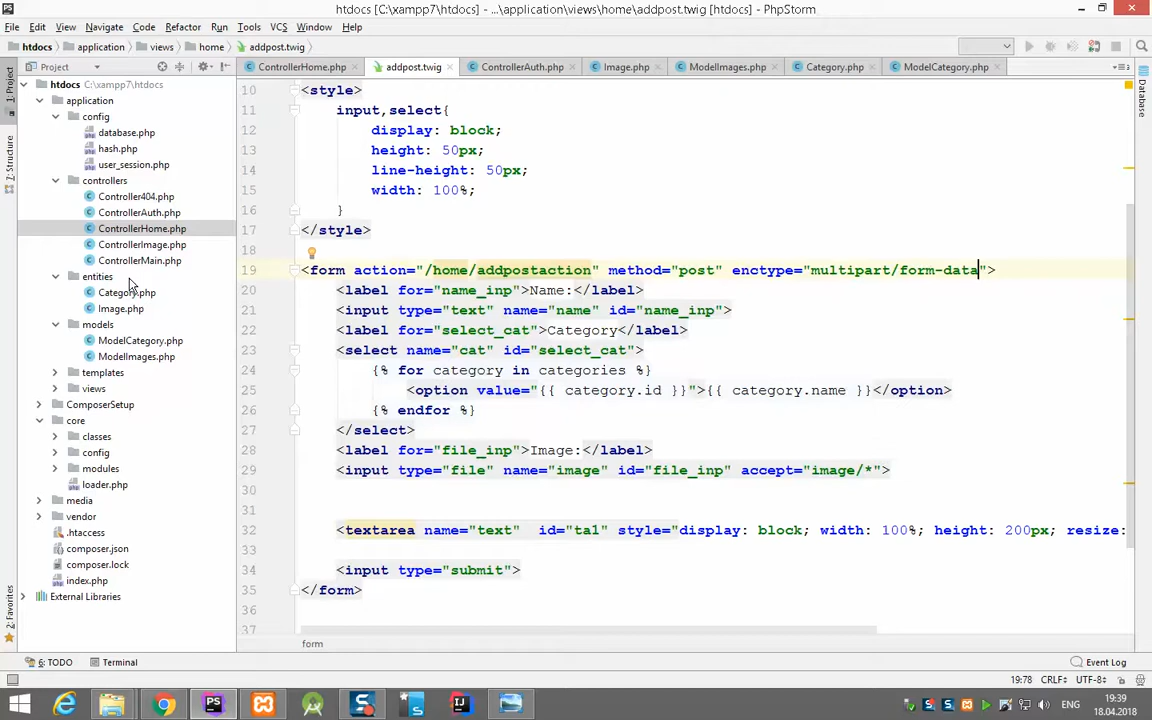 htdocs [C:\xampp7\htdocs] - ...\application\views\home\addpost.twig [htdocs] - PhpStorm
File Edit View Navigate Code Refactor Run Tools VCS Window Help
htdocs application views home addpost.twig
Project ControllerHome.php addpost.twig ControllerAuth.php Image.php ModelImages.php Category.php ModelCategory.php
1: Project
7: Structure
2: Favorites
Database
htdocs C:\xampp7\htdocs
application
config
database.php
hash.php
user_session.php
controllers
Controller404.php
ControllerAuth.php
ControllerHome.php
ControllerImage.php
ControllerMain.php
entities
Category.php
Image.php
models
ModelCategory.php
ModelImages.php
templates
views
ComposerSetup
core
classes
config
modules
loader.php
media
vendor
.htaccess
composer.json
composer.lock
index.php
External Libraries
10 <style>
11 input,select{
12 display: block;
13 height: 50px;
14 line-height: 50px;
15 width: 100%;
16 }
17 </style>
18
19 <form action="/home/addpostaction" method="post" enctype="multipart/form-data">
20 <label for="name_inp">Name:</label>
21 <input type="text" name="name" id="name_inp">
22 <label for="select_cat">Category</label>
23 <select name="cat" id="select_cat">
24 {% for category in categories %}
25 <option value="{{ category.id }}">{{ category.name }}</option>
26 {% endfor %}
27 </select>
28 <label for="file_inp">Image:</label>
29 <input type="file" name="image" id="file_inp" accept="image/*">
30
31
32 <textarea name="text" id="ta1" style="display: block; width: 100%; height: 200px; resize:
33
34 <input type="submit">
35 </form>
36
37
form
6: TODO Terminal Event Log
19:78 CRLF÷ UTF-8÷
ENG
19:39
18.04.2018